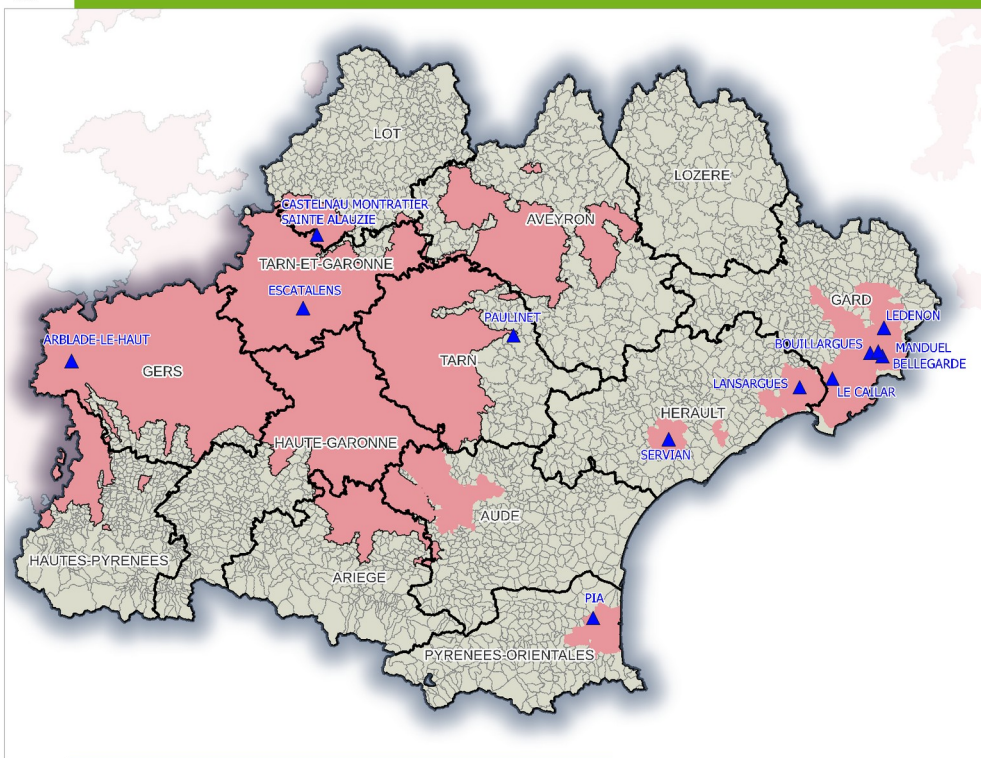 LOT
LOZERE
CASTELNAU MONTRATIER
SAINTE ALAUZIE
AVEYRON
TARN-ET-GARONNE
ESCATALENS
GARD
LEDENON
PAULINET
ARBLADE-LE-HAUT
BOUILLARGUES
MANDUEL
BELLEGARDE
TARN
GERS
LANSARGUES
LE CAILAR
HERAULT
HAUTE-GARONNE
SERVIAN
AUDE
HAUTES-PYRENEES
ARIEGE
PIA
PYRENEES-ORIENTALES